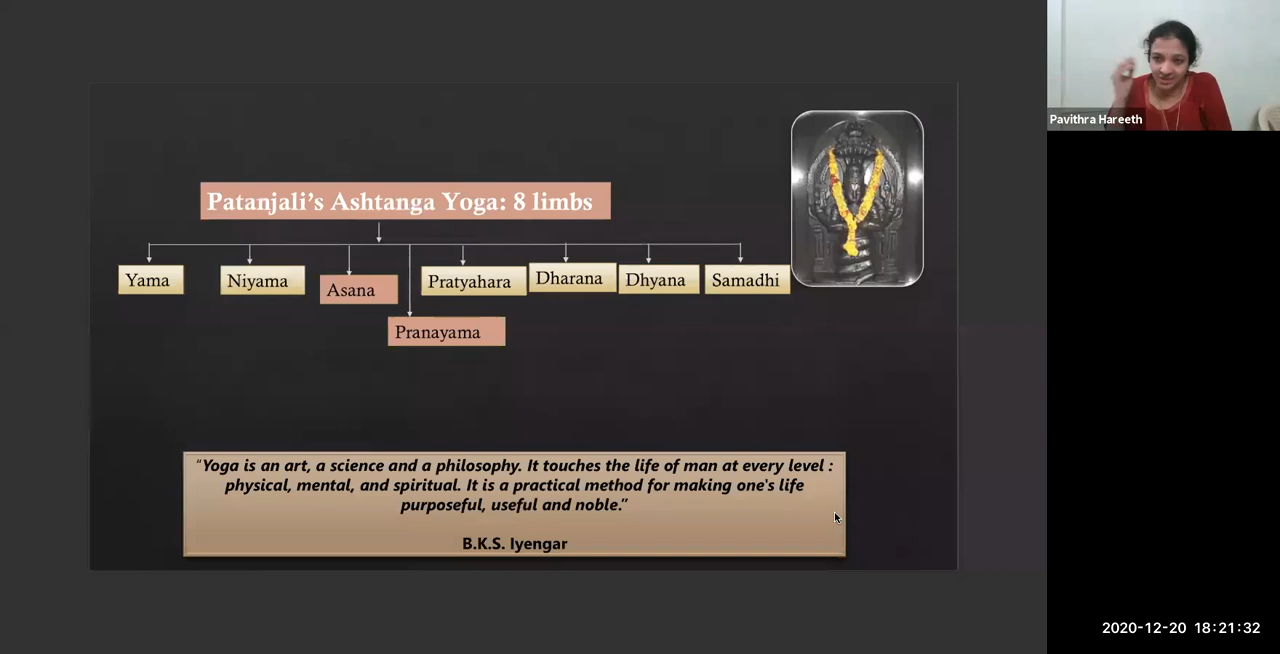 Pavithra Hareeth
Patanjali’s Ashtanga Yoga: 8 limbs
Yama
Niyama
Asana
Pranayama
Pratyahara
Dharana
Dhyana
Samadhi
“Yoga is an art, a science and a philosophy. It touches the life of man at every level :
physical, mental, and spiritual. It is a practical method for making one's life
purposeful, useful and noble.”
B.K.S. Iyengar
2020-12-20 18:21:32